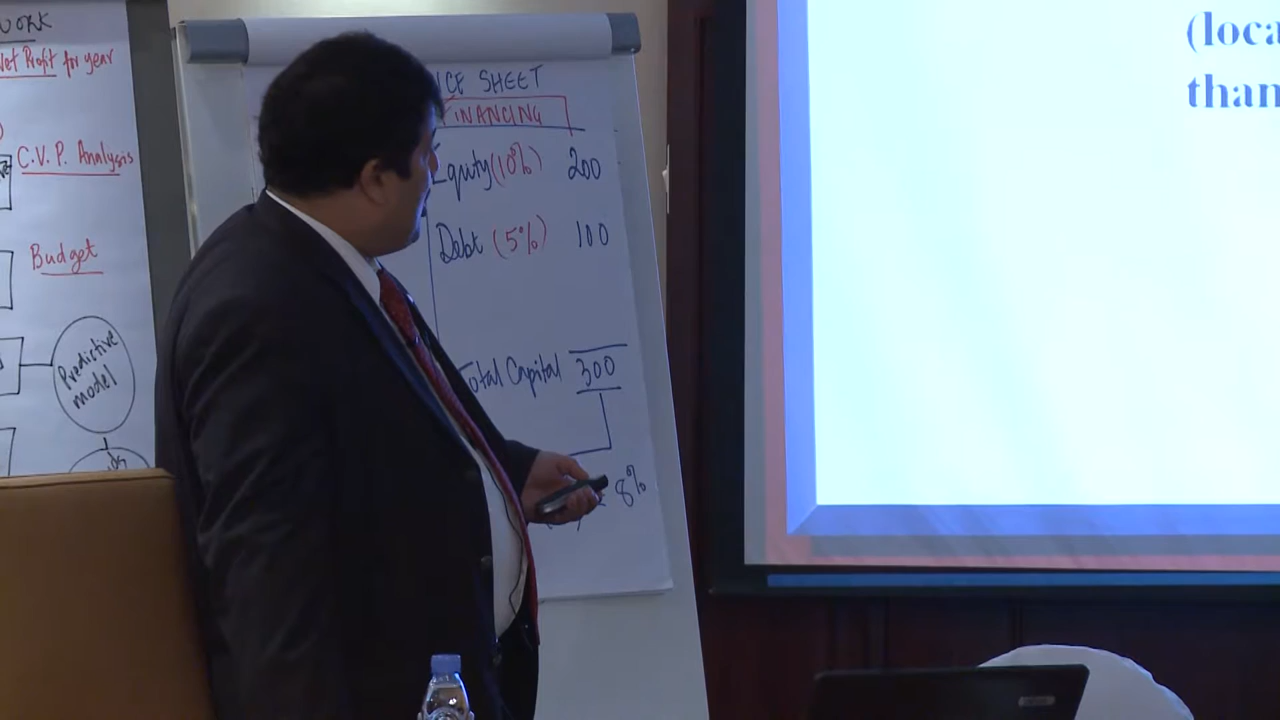 WORK
Net Profit for year
C.V.P. Analysis
Budget
Predictive
model
SHEET
FINANCING
Equity (10%) 200
Debt (5%) 100
Total Capital 300
8%
(loca
than